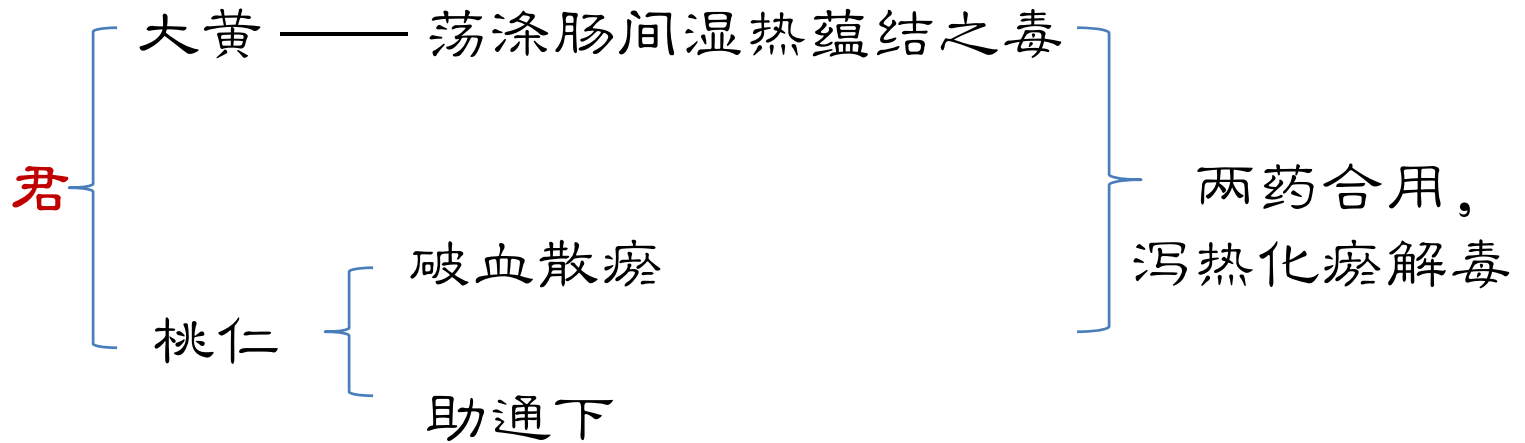 大黄 —— 荡涤肠间湿热蕴结之毒
君
两药合用，
泻热化瘀解毒
破血散瘀
桃仁
助通下